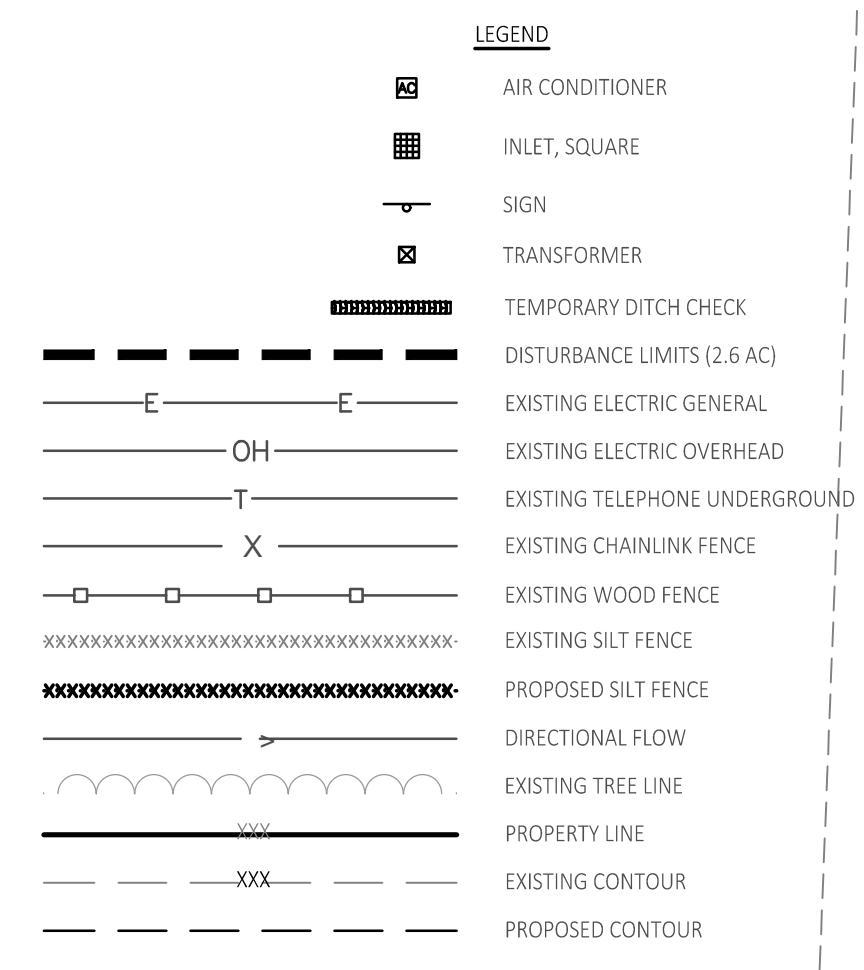 LEGEND
AC AIR CONDITIONER
INLET, SQUARE
SIGN
TRANSFORMER
TEMPORARY DITCH CHECK
DISTURBANCE LIMITS (2.6 AC)
E E EXISTING ELECTRIC GENERAL
OH EXISTING ELECTRIC OVERHEAD
T EXISTING TELEPHONE UNDERGROUND
X EXISTING CHAINLINK FENCE
EXISTING WOOD FENCE
EXISTING SILT FENCE
PROPOSED SILT FENCE
> DIRECTIONAL FLOW
EXISTING TREE LINE
XXX PROPERTY LINE
XXX EXISTING CONTOUR
PROPOSED CONTOUR